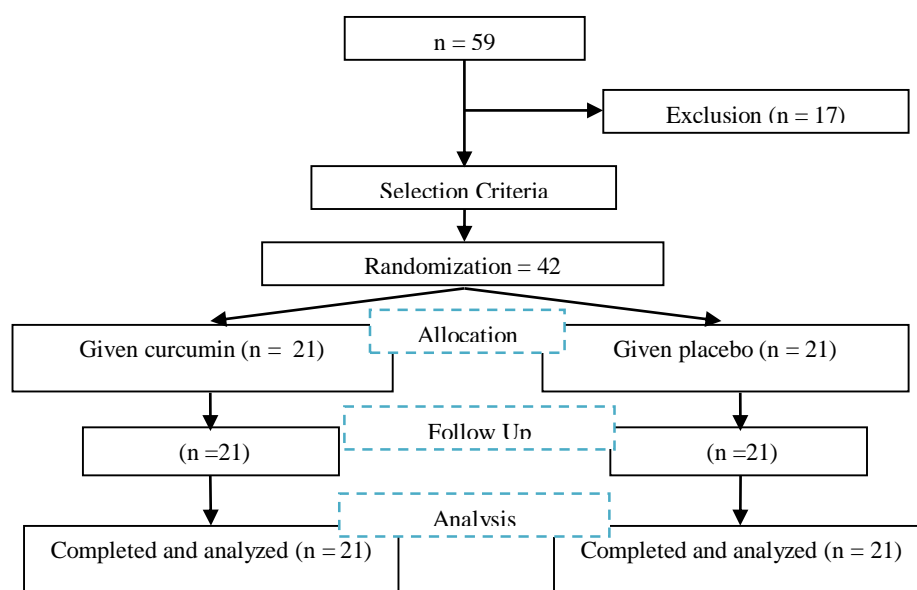 n = 59
Exclusion (n = 17)
Selection Criteria
Randomization = 42
Allocation
Given curcumin (n = 21)
Given placebo (n = 21)
Follow Up
(n =21)
(n =21)
Analysis
Completed and analyzed (n = 21)
Completed and analyzed (n = 21)